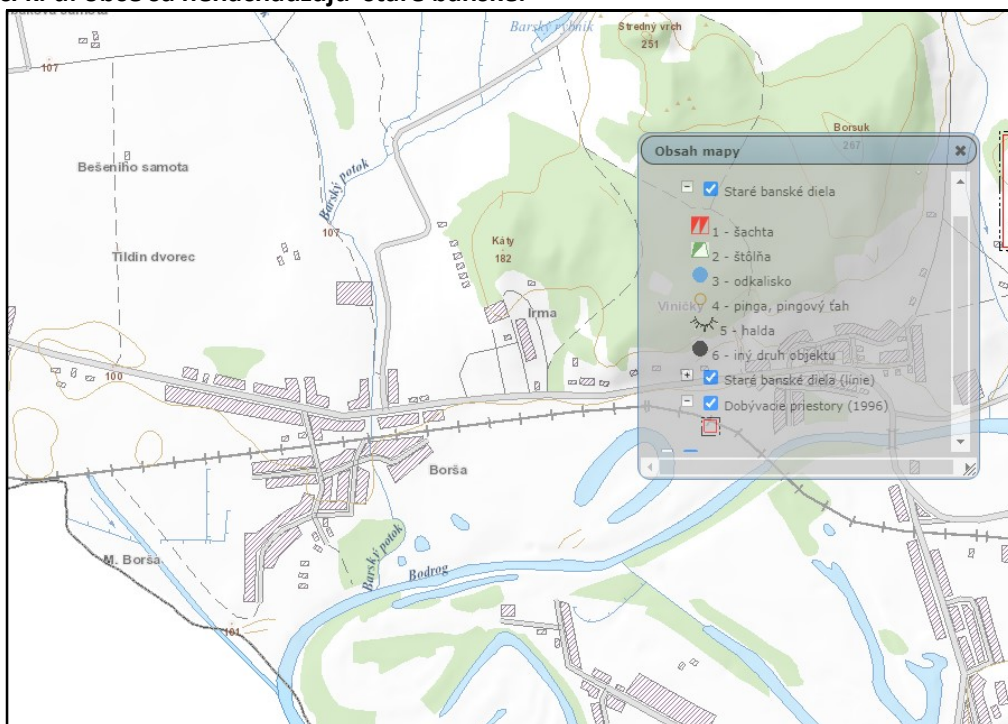 Barský rybník
Stredný vrch
251
107
Borsuk
267
Bešeniho samota
Barský potok
107
Tildin dvorec
Káty
182
Irma
100
Borša
M. Borša
Barský potok
Bodrog
101
Obsah mapy
Staré banské diela
1 - šachta
2 - štôlňa
3 - odkalisko
Viničky
4 - pinga, pingový ťah
5 - halda
6 - iný druh objektu
Staré banské diela (línie)
Dobývacie priestory (1996)